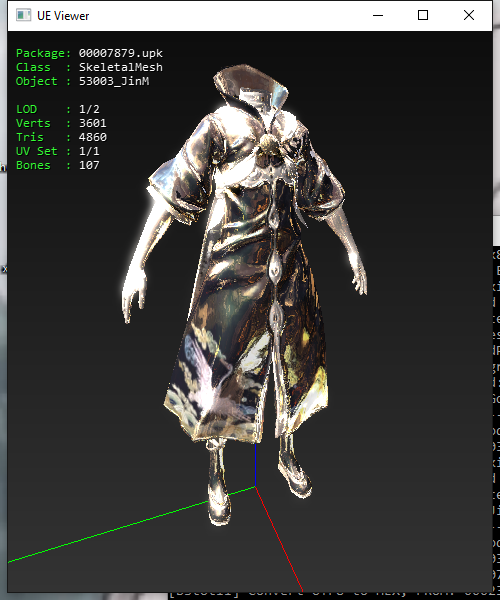 UE Viewer
Package: 00007879.upk
Class : SkeletalMesh
Object : 53003_JinM
LOD : 1/2
Verts : 3601
Tris : 4860
UV Set : 1/1
Bones : 107